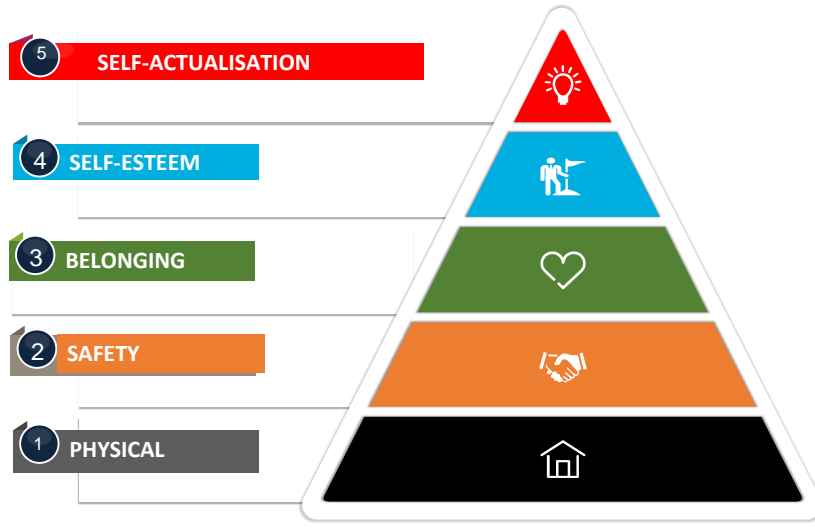 5 SELF-ACTUALISATION
4 SELF-ESTEEM
3 BELONGING
2 SAFETY
1 PHYSICAL